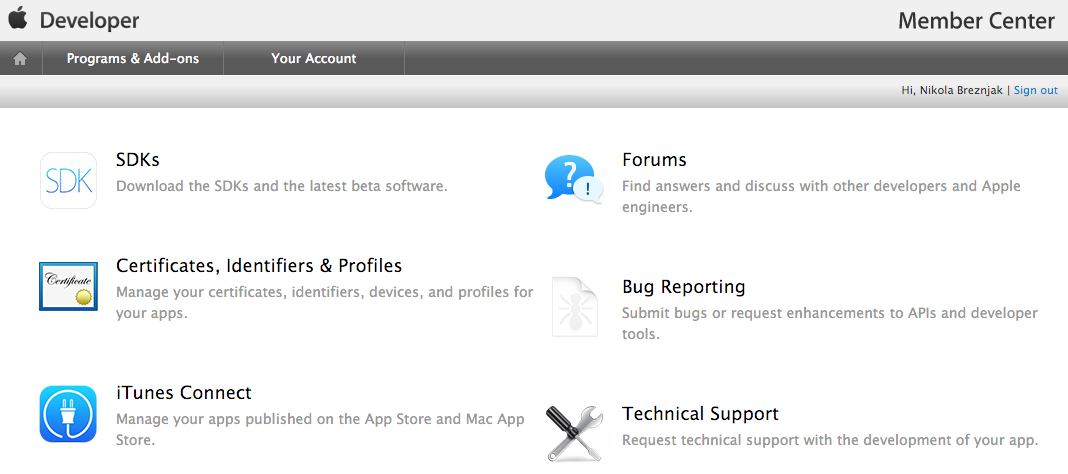 Developer
Member Center
Programs & Add-ons
Your Account
Hi, Nikola Breznjak | Sign out
SDK
SDKs
Download the SDKs and the latest beta software.
?
!
Forums
Find answers and discuss with other developers and Apple
engineers.
Certificate
Certificates, Identifiers & Profiles
Manage your certificates, identifiers, devices, and profiles for
your apps.
Bug Reporting
Submit bugs or request enhancements to APIs and developer
tools.
iTunes Connect
Manage your apps published on the App Store and Mac App
Store.
Technical Support
Request technical support with the development of your app.